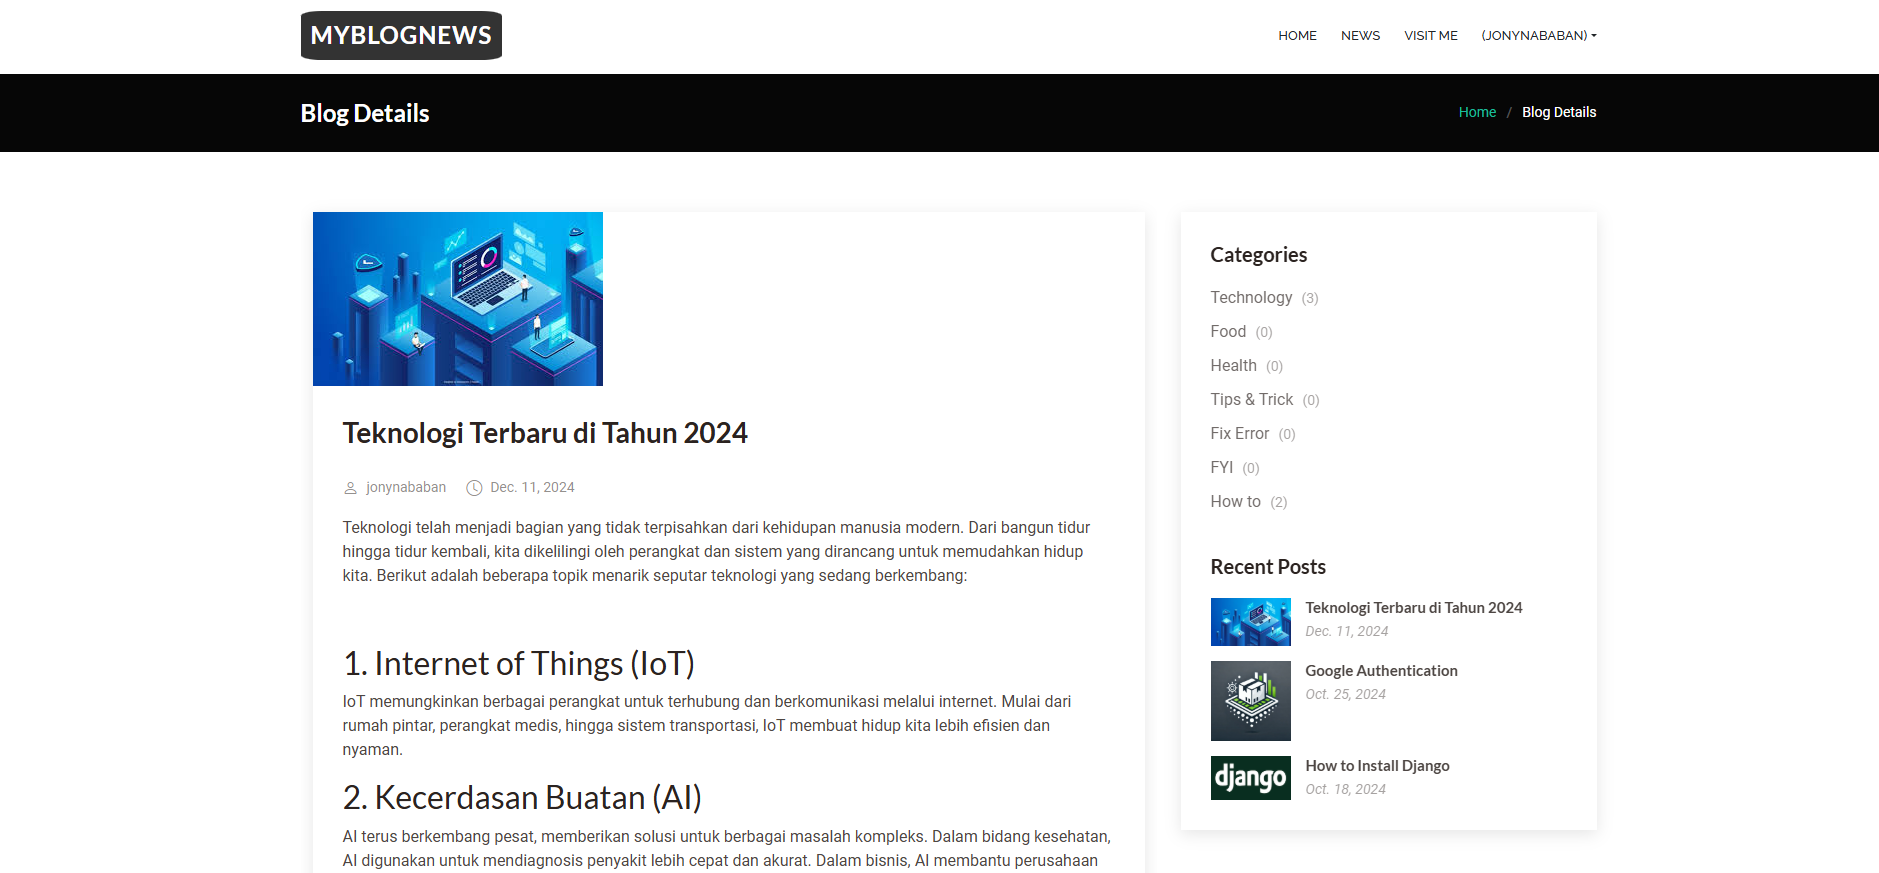 MYBLOGNEWS
HOME NEWS VISIT ME (JONYNABABAN)
Blog Details
Home / Blog Details
Teknologi Terbaru di Tahun 2024
jonynababan Dec. 11, 2024
Teknologi telah menjadi bagian yang tidak terpisahkan dari kehidupan manusia modern. Dari bangun tidur
hingga tidur kembali, kita dikelilingi oleh perangkat dan sistem yang dirancang untuk memudahkan hidup
kita. Berikut adalah beberapa topik menarik seputar teknologi yang sedang berkembang:
1. Internet of Things (IoT)
IoT memungkinkan berbagai perangkat untuk terhubung dan berkomunikasi melalui internet. Mulai dari
rumah pintar, perangkat medis, hingga sistem transportasi, IoT membuat hidup kita lebih efisien dan
nyaman.
2. Kecerdasan Buatan (AI)
AI terus berkembang pesat, memberikan solusi untuk berbagai masalah kompleks. Dalam bidang kesehatan,
AI digunakan untuk mendiagnosis penyakit lebih cepat dan akurat. Dalam bisnis, AI membantu perusahaan
Categories
Technology (3)
Food (0)
Health (0)
Tips & Trick (0)
Fix Error (0)
FYI (0)
How to (2)
Recent Posts
Teknologi Terbaru di Tahun 2024
Dec. 11, 2024
Google Authentication
Oct. 25, 2024
django
How to Install Django
Oct. 18, 2024